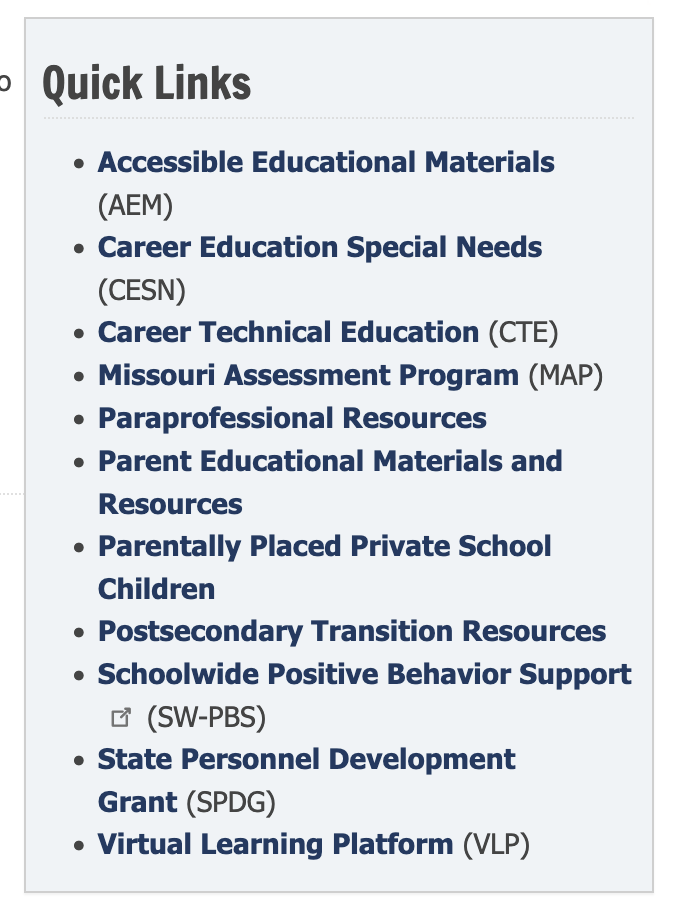 o
Quick Links
• Accessible Educational Materials
(AEM)
• Career Education Special Needs
(CESN)
• Career Technical Education (CTE)
• Missouri Assessment Program (MAP)
• Paraprofessional Resources
• Parent Educational Materials and
Resources
• Parentally Placed Private School
Children
• Postsecondary Transition Resources
• Schoolwide Positive Behavior Support
(SW-PBS)
• State Personnel Development
Grant (SPDG)
• Virtual Learning Platform (VLP)